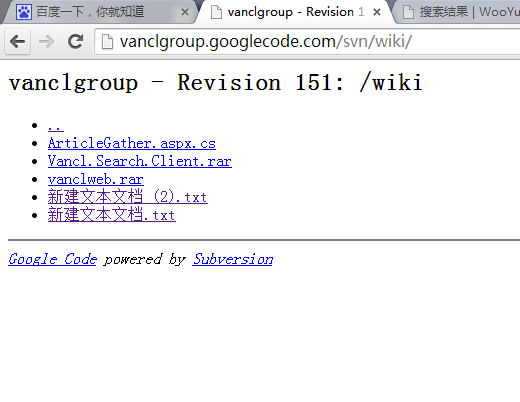 百度一下，你就知道
vanclgroup - Revision 1
搜索结果 | WooYu
vanclgroup.googlecode.com/svn/wiki/
vanclgroup - Revision 151: /wiki
..
ArticleGather.aspx.cs
Vancl.Search.Client.rar
vanclweb.rar
新建文本文档 (2).txt
新建文本文档.txt
Google Code powered by Subversion